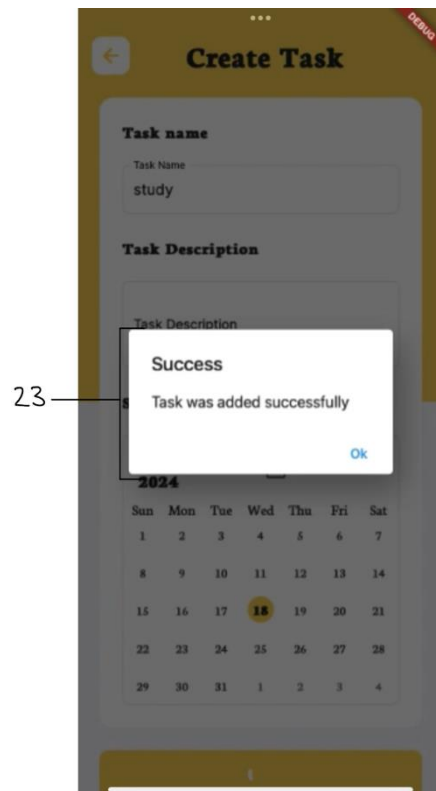 DEBUG
Create Task
Task name
Task Name
study
Task Description
Task Description
Success
Task was added successfully
Ok
23
2024
Sun Mon Tue Wed Thu Fri Sat
1 2 3 4 5 6 7
8 9 10 11 12 13 14
15 16 17 18 19 20 21
22 23 24 25 26 27 28
29 30 31 1 2 3 4